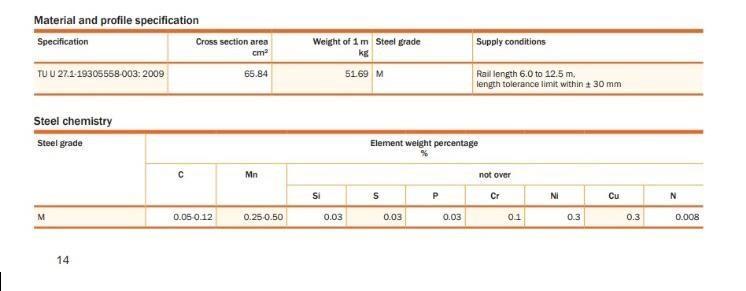 Material and profile specification
Specification Cross section area Weight of 1 m Steel grade Supply conditions
cm² kg
TU U 27.1-19305558-003: 2009 65.84 51.69 M Rail length 6.0 to 12.5 m,
length tolerance limit within ± 30 mm
Steel chemistry
Steel grade Element weight percentage
%
C Mn not over
Si S P Cr Ni Cu N
M 0.05-0.12 0.25-0.50 0.03 0.03 0.03 0.1 0.3 0.3 0.008
14